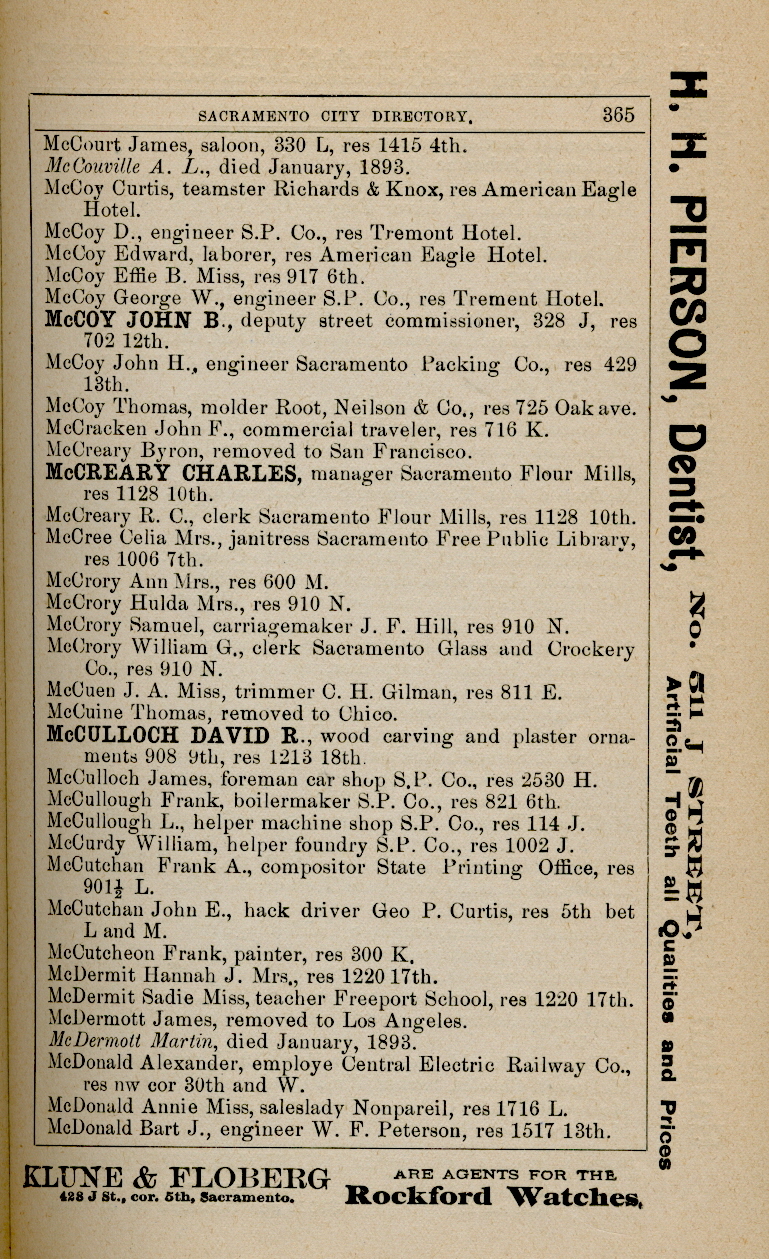 SACRAMENTO CITY DIRECTORY. 365
McCourt James, saloon, 330 L, res 1415 4th.
McCouville A. L., died January, 1893.
McCoy Curtis, teamster Richards & Knox, res American Eagle
Hotel.
McCoy D., engineer S.P. Co., res Tremont Hotel.
McCoy Edward, laborer, res American Eagle Hotel.
McCoy Effie B. Miss, res 917 6th.
McCoy George W., engineer S.P. Co., res Trement Hotel.
McCOY JOHN B., deputy street commissioner, 328 J, res
702 12th.
McCoy John H., engineer Sacramento Packing Co., res 429
13th.
McCoy Thomas, molder Root, Neilson & Co., res 725 Oak ave.
McCracken John F., commercial traveler, res 716 K.
McCreary Byron, removed to San Francisco.
McCREARY CHARLES, manager Sacramento Flour Mills,
res 1128 10th.
McCreary R. C., clerk Sacramento Flour Mills, res 1128 10th.
McCree Celia Mrs., janitress Sacramento Free Public Library,
res 1006 7th.
McCrory Ann Mrs., res 600 M.
McCrory Hulda Mrs., res 910 N.
McCrory Samuel, carriagemaker J. F. Hill, res 910 N.
McCrory William G., clerk Sacramento Glass and Crockery
Co., res 910 N.
McCuen J. A. Miss, trimmer C. H. Gilman, res 811 E.
McCuine Thomas, removed to Chico.
McCULLOCH DAVID R., wood carving and plaster orna-
ments 908 9th, res 1213 18th.
McCulloch James, foreman car shop S.P. Co., res 2530 H.
McCullough Frank, boilermaker S.P. Co., res 821 6th.
McCullough L., helper machine shop S.P. Co., res 114 J.
McCurdy William, helper foundry S.P. Co., res 1002 J.
McCutchan Frank A., compositor State Printing Office, res
901½ L.
McCutchan John E., hack driver Geo P. Curtis, res 5th bet
L and M.
McCutcheon Frank, painter, res 300 K.
McDermit Hannah J. Mrs., res 1220 17th.
McDermit Sadie Miss, teacher Freeport School, res 1220 17th.
McDermott James, removed to Los Angeles.
McDermott Martin, died January, 1893.
McDonald Alexander, employe Central Electric Railway Co.,
res nw cor 30th and W.
McDonald Annie Miss, saleslady Nonpareil, res 1716 L.
McDonald Bart J., engineer W. F. Peterson, res 1517 13th.
H. H. PIERSON, Dentist, No. 511 J STREET,
Artificial Teeth all Qualities and Prices
KLUNE & FLOBERG
428 J St., cor. 5th, Sacramento.
ARE AGENTS FOR THE
Rockford Watches.